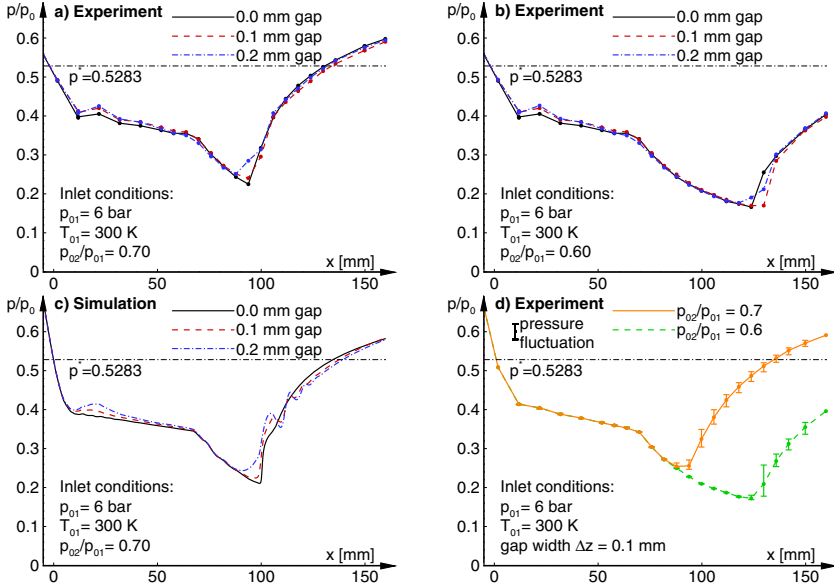 p/p0
a) Experiment
0.0 mm gap
0.1 mm gap
0.2 mm gap
p*=0.5283
Inlet conditions:
p01= 6 bar
T01= 300 K
p02/p01= 0.70
x [mm]
0.6
0.5
0.4
0.3
0.2
0.1
0
0
50
100
150
p/p0
b) Experiment
0.0 mm gap
0.1 mm gap
0.2 mm gap
p*=0.5283
Inlet conditions:
p01= 6 bar
T01= 300 K
p02/p01= 0.60
x [mm]
0.6
0.5
0.4
0.3
0.2
0.1
0
0
50
100
150
p/p0
c) Simulation
0.0 mm gap
0.1 mm gap
0.2 mm gap
p*=0.5283
Inlet conditions:
p01= 6 bar
T01= 300 K
p02/p01= 0.70
x [mm]
0.6
0.5
0.4
0.3
0.2
0.1
0
0
50
100
150
p/p0
d) Experiment
p02/p01 = 0.7
p02/p01 = 0.6
pressure
fluctuation
p*=0.5283
Inlet conditions:
p01= 6 bar
T01= 300 K
gap width Δz = 0.1 mm
x [mm]
0.6
0.5
0.4
0.3
0.2
0.1
0
0
50
100
150